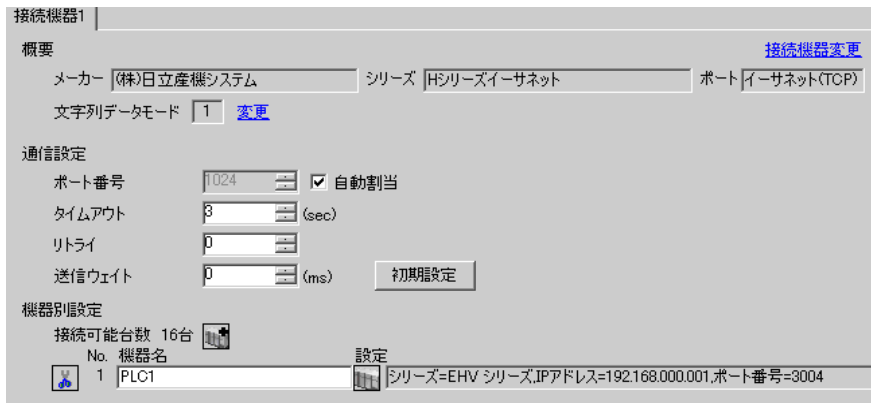 接続機器1
概要 接続機器変更
メーカー (株)日立産機システム シリーズ Hシリーズイーサネット ポート イーサネット(TCP)
文字列データモード 1 変更
通信設定
ポート番号 1024 自動割当
タイムアウト 3 (sec)
リトライ 0
送信ウェイト 0 (ms) 初期設定
機器別設定
接続可能台数 16台
No. 機器名 設定
1 PLC1 シリーズ=EHV シリーズ,IPアドレス=192.168.000.001,ポート番号=3004